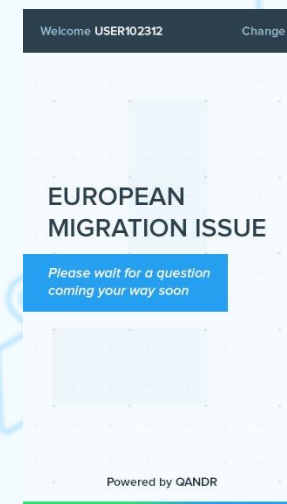 Welcome USER102312 Change
EUROPEAN
MIGRATION ISSUE
Please wait for a question
coming your way soon
Powered by QANDR